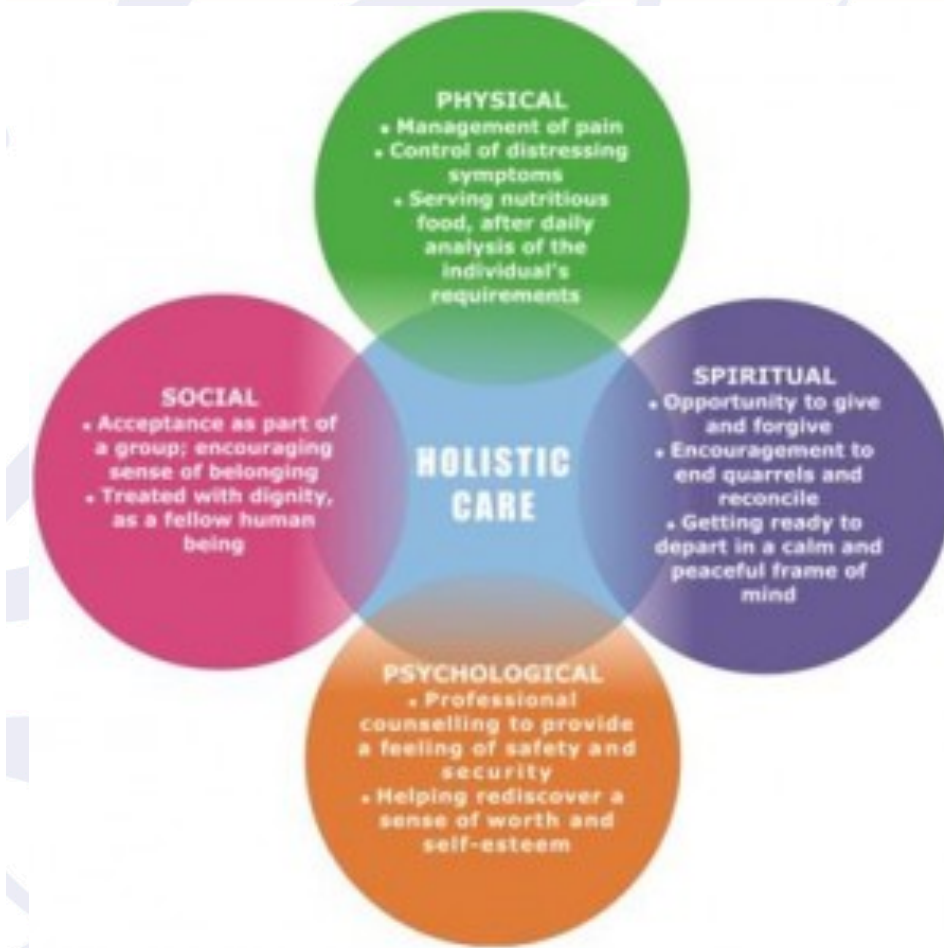 PHYSICAL
• Management of pain
• Control of distressing
symptoms
• Serving nutritious
food, after daily
analysis of the
individual's
requirements
SOCIAL
• Acceptance as part of
a group; encouraging
sense of belonging
• Treated with dignity,
as a fellow human
being
HOLISTIC
CARE
SPIRITUAL
• Opportunity to give
and forgive
• Encouragement to
end quarrels and
reconcile
• Getting ready to
depart in a calm and
peaceful frame of
mind
PSYCHOLOGICAL
• Professional
counselling to provide
a feeling of safety and
security
• Helping rediscover a
sense of worth and
self-esteem